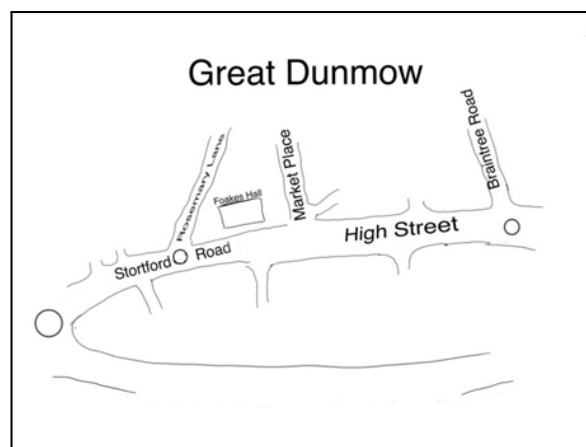 Great Dunmow
Rosemary Lane
Foakes Hall
Market Place
Braintree Road
High Street
Stortford Road